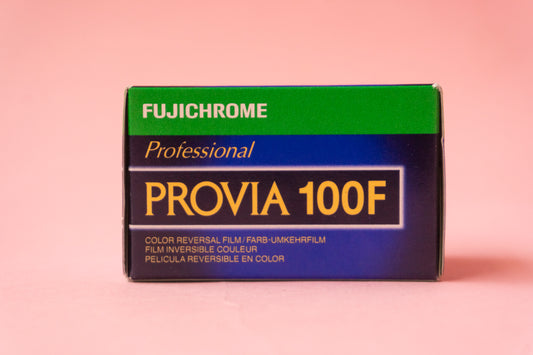 FUJICHROME
Professional
PROVIA 100F
COLOR REVERSAL FILM/FARB-UMKEHRFILM
FILM INVERSIBLE COULEUR
PELICULA REVERSIBLE EN COLOR